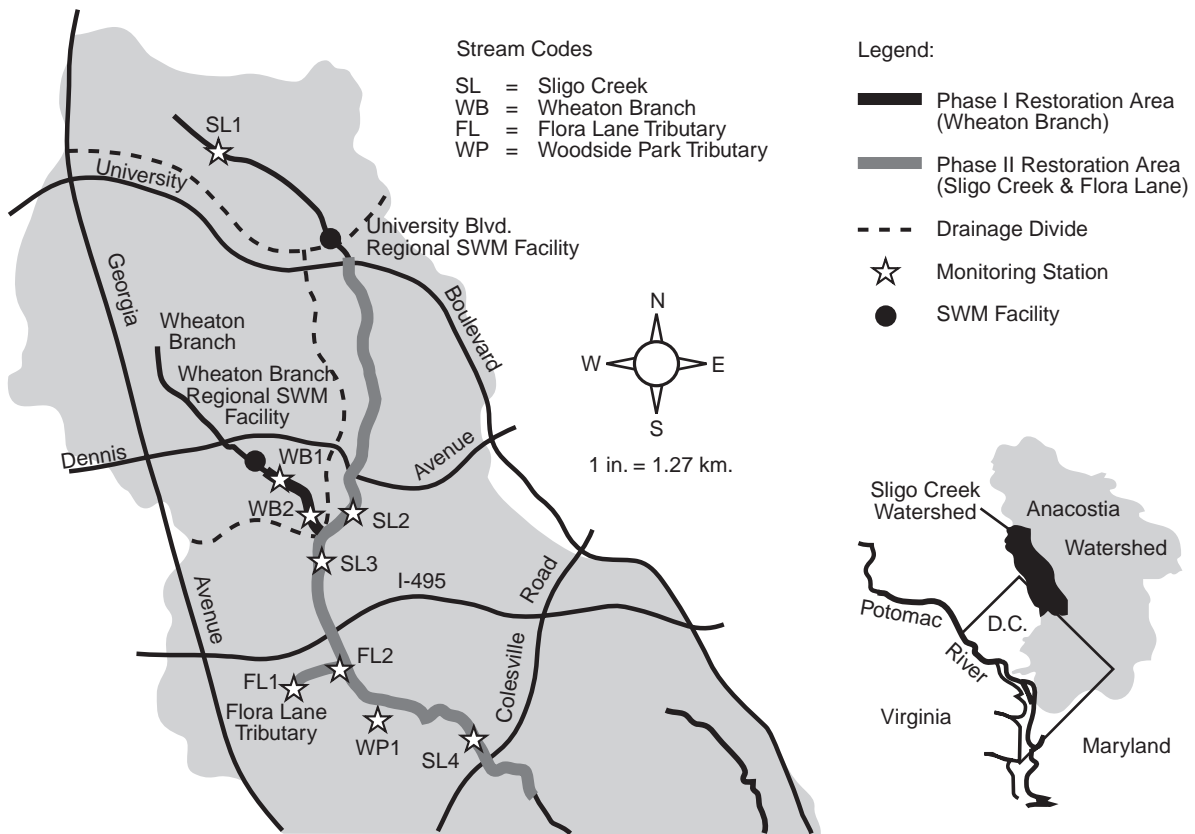 Stream Codes
SL = Sligo Creek
WB = Wheaton Branch
FL = Flora Lane Tributary
WP = Woodside Park Tributary
Legend:
Phase I Restoration Area
(Wheaton Branch)
Phase II Restoration Area
(Sligo Creek & Flora Lane)
Drainage Divide
Monitoring Station
SWM Facility
SL1
University
University Blvd.
Regional SWM Facility
Georgia
Boulevard
Wheaton
Branch
Wheaton Branch
Regional SWM
Facility
Dennis
Avenue
WB1
WB2
SL2
SL3
I-495
Road
Avenue
FL2
FL1
Flora Lane
Tributary
WP1
Colesville
SL4
N
W
E
S
1 in. = 1.27 km.
Sligo Creek
Watershed
Anacostia
Watershed
Potomac
River
D.C.
Virginia
Maryland